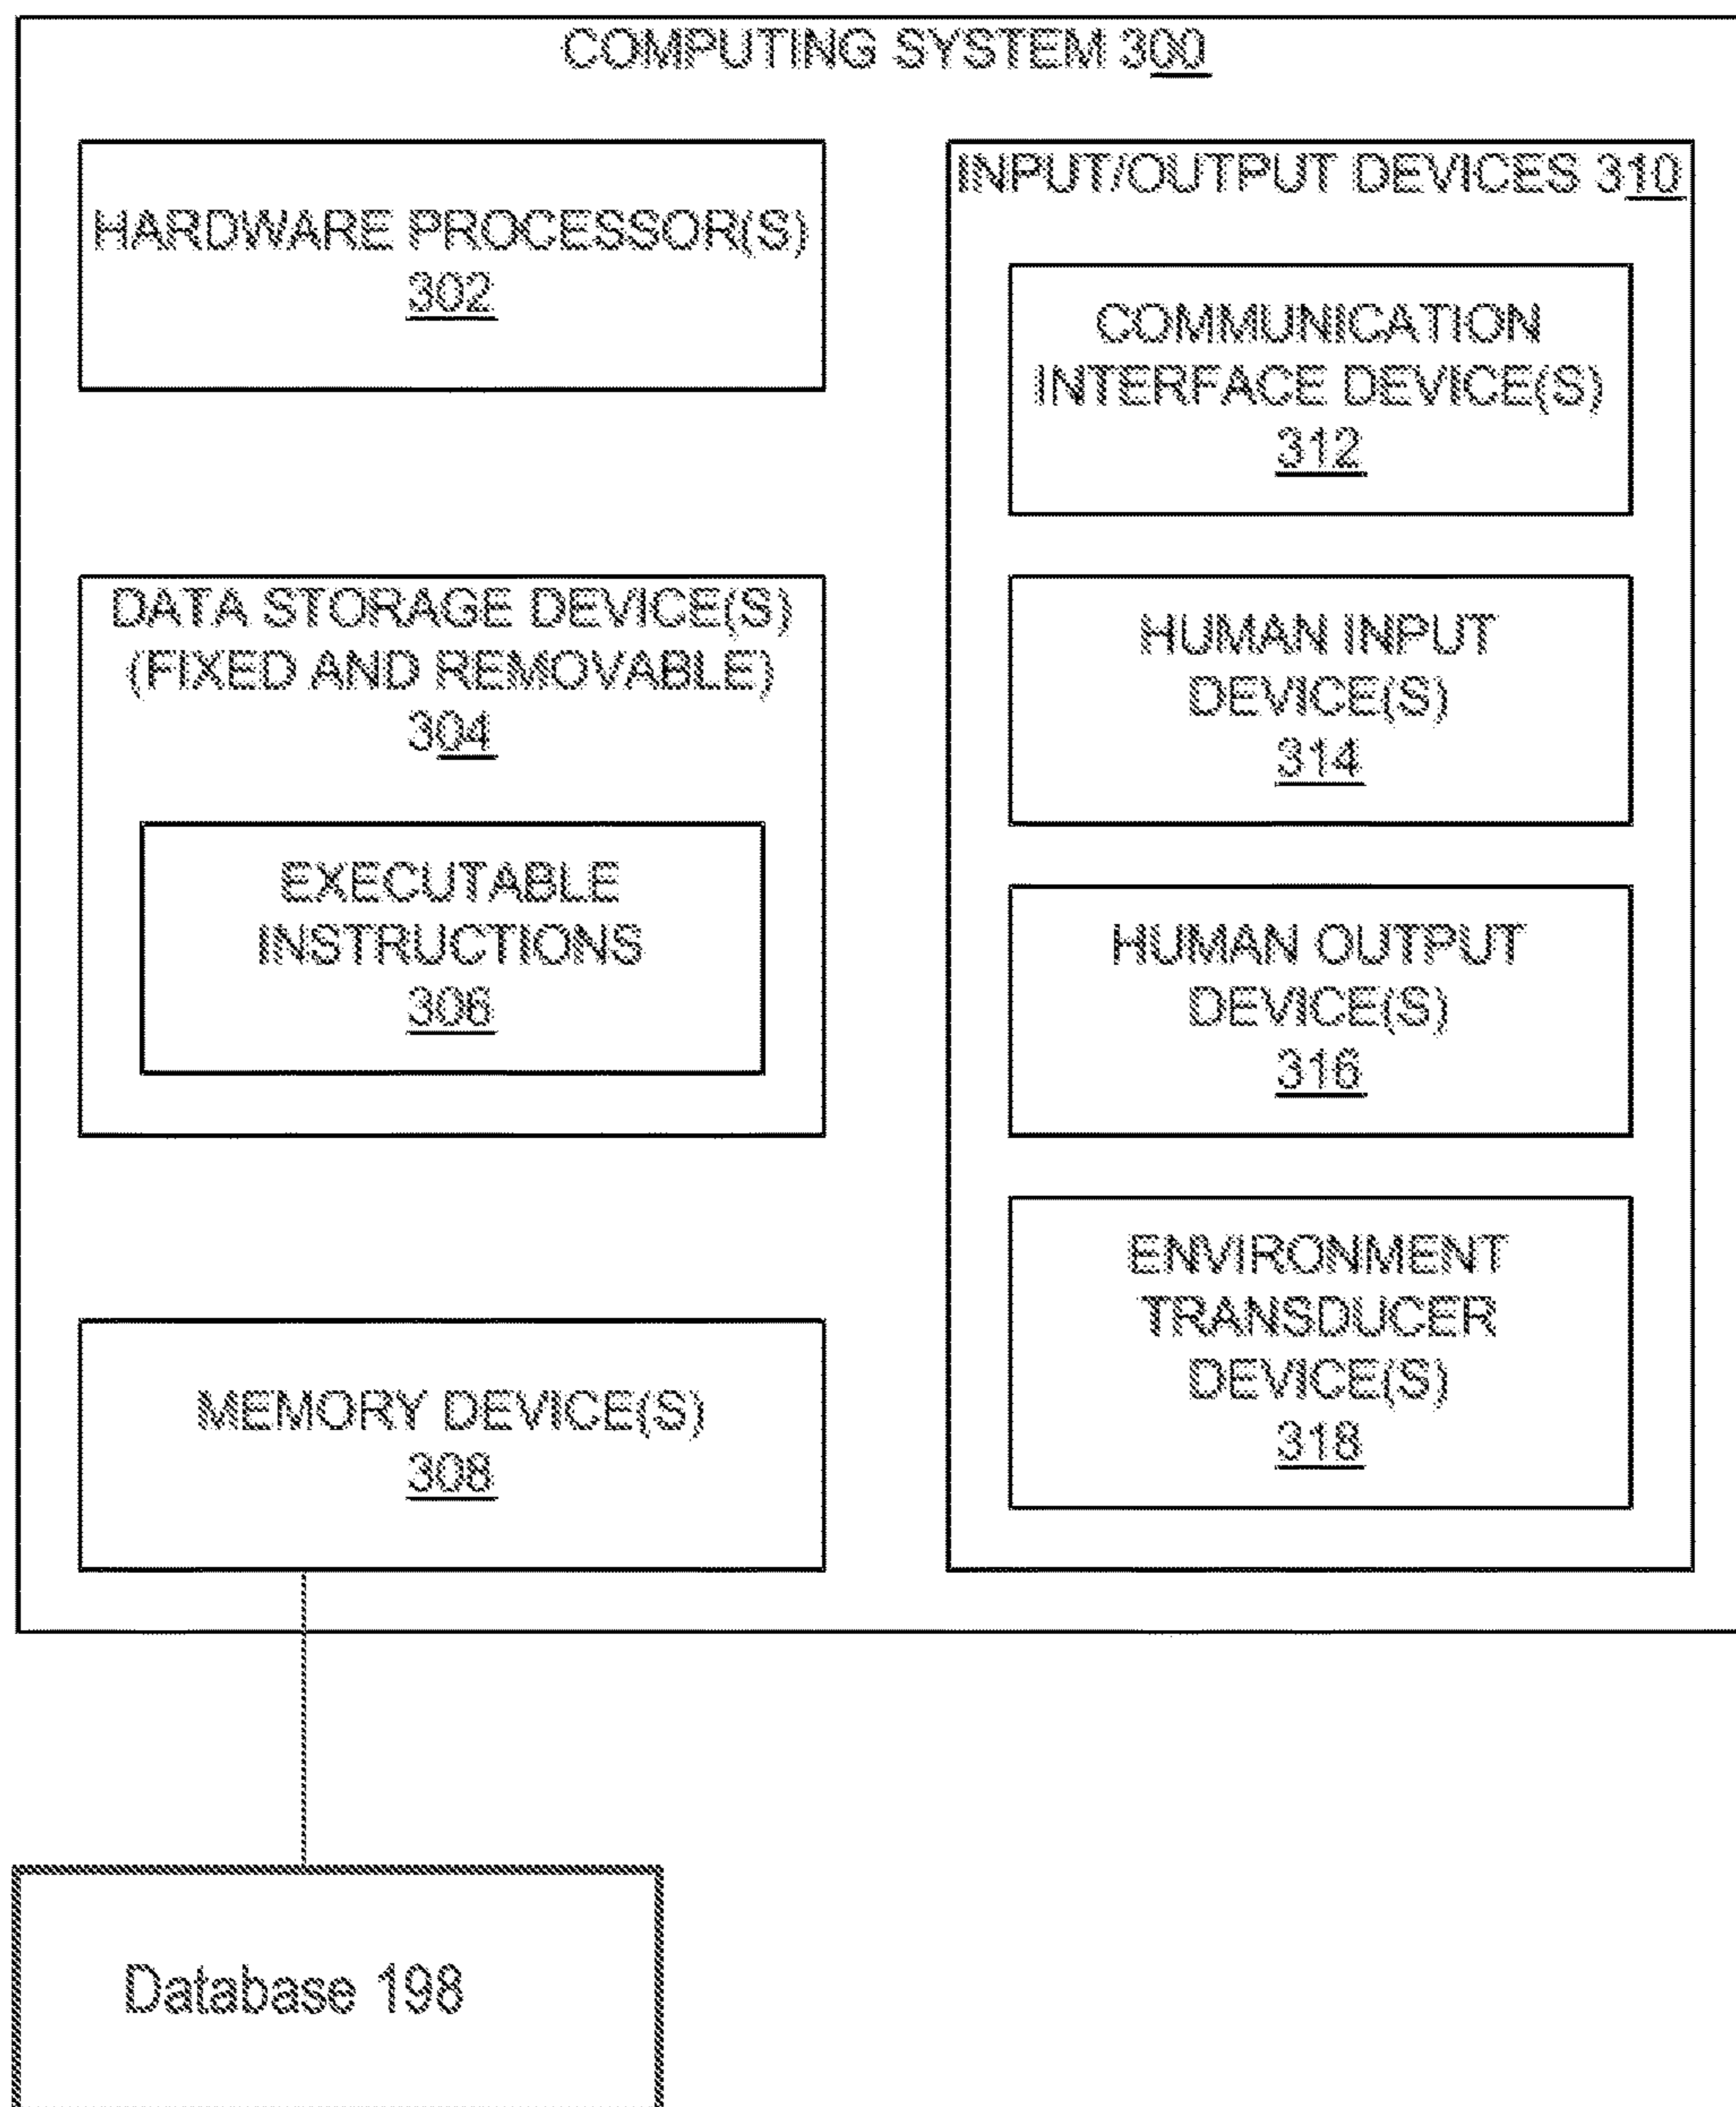 COMPUTING SYSTEM 300
HARDWARE PROCESSOR(S)
302
DATA STORAGE DEVICE(S)
(FIXED AND REMOVABLE)
304
EXECUTABLE
INSTRUCTIONS
306
MEMORY DEVICE(S)
308
INPUT/OUTPUT DEVICES 310
COMMUNICATION
INTERFACE DEVICE(S)
312
HUMAN INPUT
DEVICE(S)
314
HUMAN OUTPUT
DEVICE(S)
316
ENVIRONMENT
TRANSDUCER
DEVICE(S)
318
Database 198